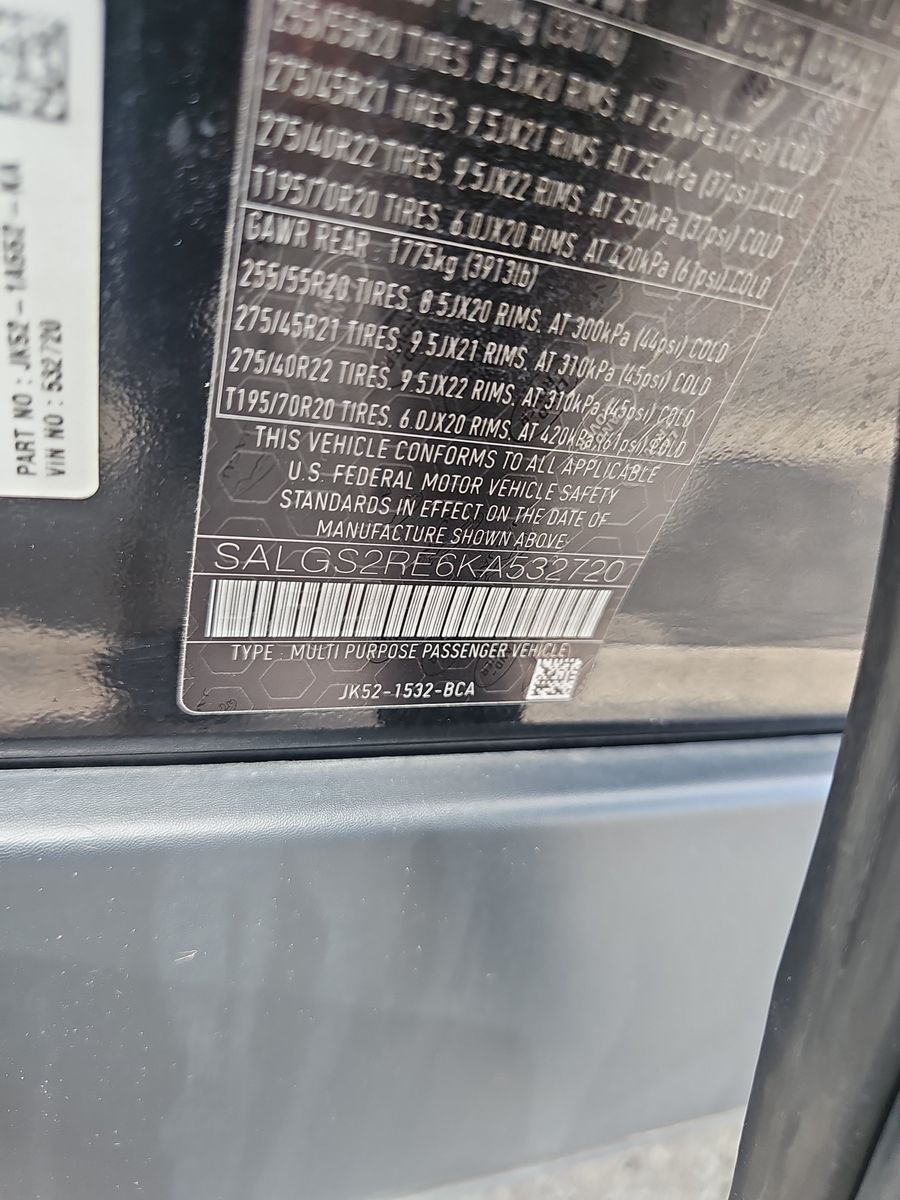 255/55R20 TIRES. 8.5JX20 RIMS. AT 250kPa (37psi) COLD
275/45R21 TIRES. 9.5JX21 RIMS. AT 250kPa (37psi) COLD
275/40R22 TIRES. 9.5JX22 RIMS. AT 250kPa (37psi) COLD
T195/70R20 TIRES. 6.0JX20 RIMS. AT 420kPa (61psi) COLD
GAWR REAR : 1775kg (3913lb)
255/55R20 TIRES. 8.5JX20 RIMS. AT 300kPa (44psi) COLD
275/45R21 TIRES. 9.5JX21 RIMS. AT 310kPa (45psi) COLD
275/40R22 TIRES. 9.5JX22 RIMS. AT 310kPa (45psi) COLD
T195/70R20 TIRES. 6.0JX20 RIMS. AT 420kPa (61psi) COLD
THIS VEHICLE CONFORMS TO ALL APPLICABLE
U.S. FEDERAL MOTOR VEHICLE SAFETY
STANDARDS IN EFFECT ON THE DATE OF
MANUFACTURE SHOWN ABOVE
SALGS2RE6KA532720
TYPE : MULTI PURPOSE PASSENGER VEHICLE
JK52-1532-BCA
PART NO : JK52-14G652-KA
VIN NO : 532720